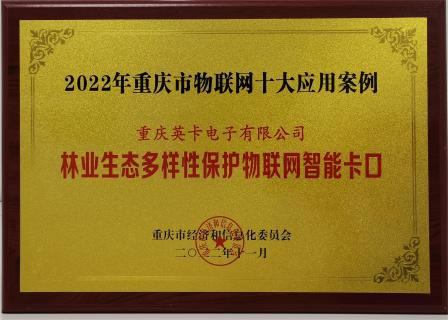 2022年重庆市物联网十大应用案例
重庆英卡电子有限公司
林业生态多样性保护物联网智能卡口
重庆市经济和信息化委员会
二〇二二年十一月